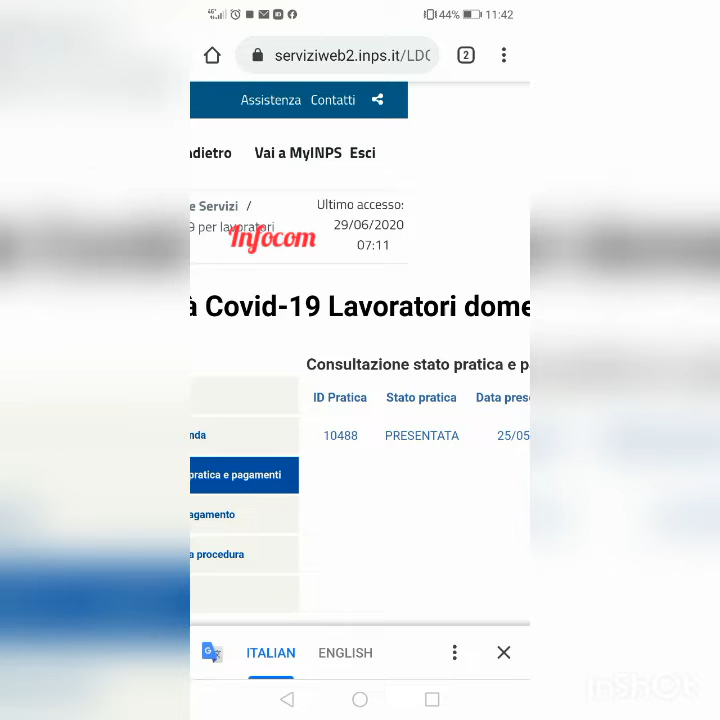 44% 11:42
serviziweb2.inps.it/LD
2
Assistenza Contatti
ndietro Vai a MyINPS Esci
e Servizi /
9 per lavoratori
Ultimo accesso:
29/06/2020
07:11
Infocom
à Covid-19 Lavoratori dome
Consultazione stato pratica e p
ID Pratica Stato pratica Data pres
nda
10488 PRESENTATA 25/05
pratica e pagamenti
agamento
a procedura
ITALIAN ENGLISH
INSHOT